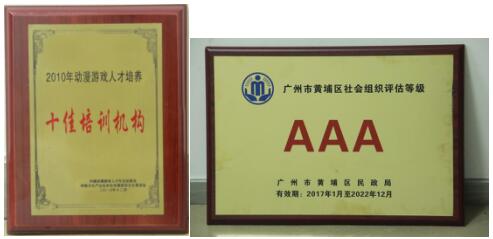 2010年动漫游戏人才培养
十佳培训机构
广州市黄埔区社会组织评估等级
AAA
广州市黄埔区民政局
有效期：2017年1月至2022年12月